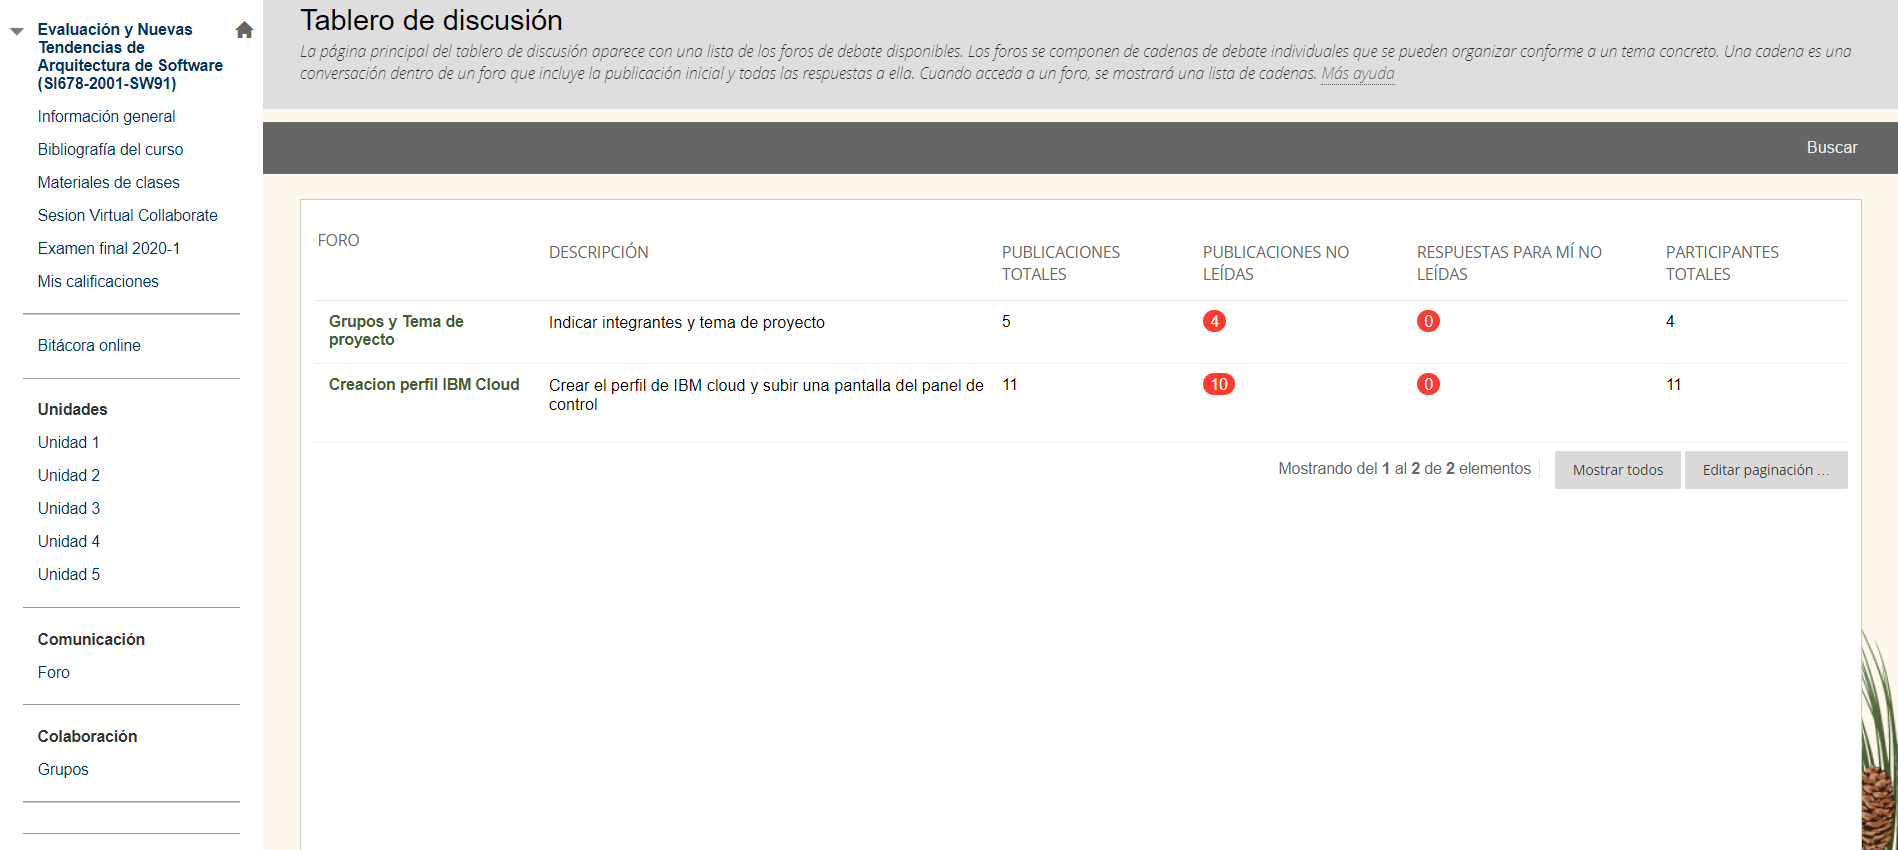 Evaluación y Nuevas
Tendencias de
Arquitectura de Software
(SI678-2001-SW91)
Información general
Bibliografía del curso
Materiales de clases
Sesion Virtual Collaborate
Examen final 2020-1
Mis calificaciones
Bitácora online
Unidades
Unidad 1
Unidad 2
Unidad 3
Unidad 4
Unidad 5
Comunicación
Foro
Colaboración
Grupos
Tablero de discusión
La página principal del tablero de discusión aparece con una lista de los foros de debate disponibles. Los foros se componen de cadenas de debate individuales que se pueden organizar conforme a un tema concreto. Una cadena es una
conversación dentro de un foro que incluye la publicación inicial y todas las respuestas a ella. Cuando acceda a un foro, se mostrará una lista de cadenas. Más ayuda
Buscar
FORO
DESCRIPCIÓN
PUBLICACIONES
TOTALES
PUBLICACIONES NO
LEÍDAS
RESPUESTAS PARA MÍ NO
LEÍDAS
PARTICIPANTES
TOTALES
Grupos y Tema de
proyecto
Indicar integrantes y tema de proyecto
5
4
0
4
Creacion perfil IBM Cloud
Crear el perfil de IBM cloud y subir una pantalla del panel de
control
11
10
0
11
Mostrando del 1 al 2 de 2 elementos
Mostrar todos
Editar paginación ...